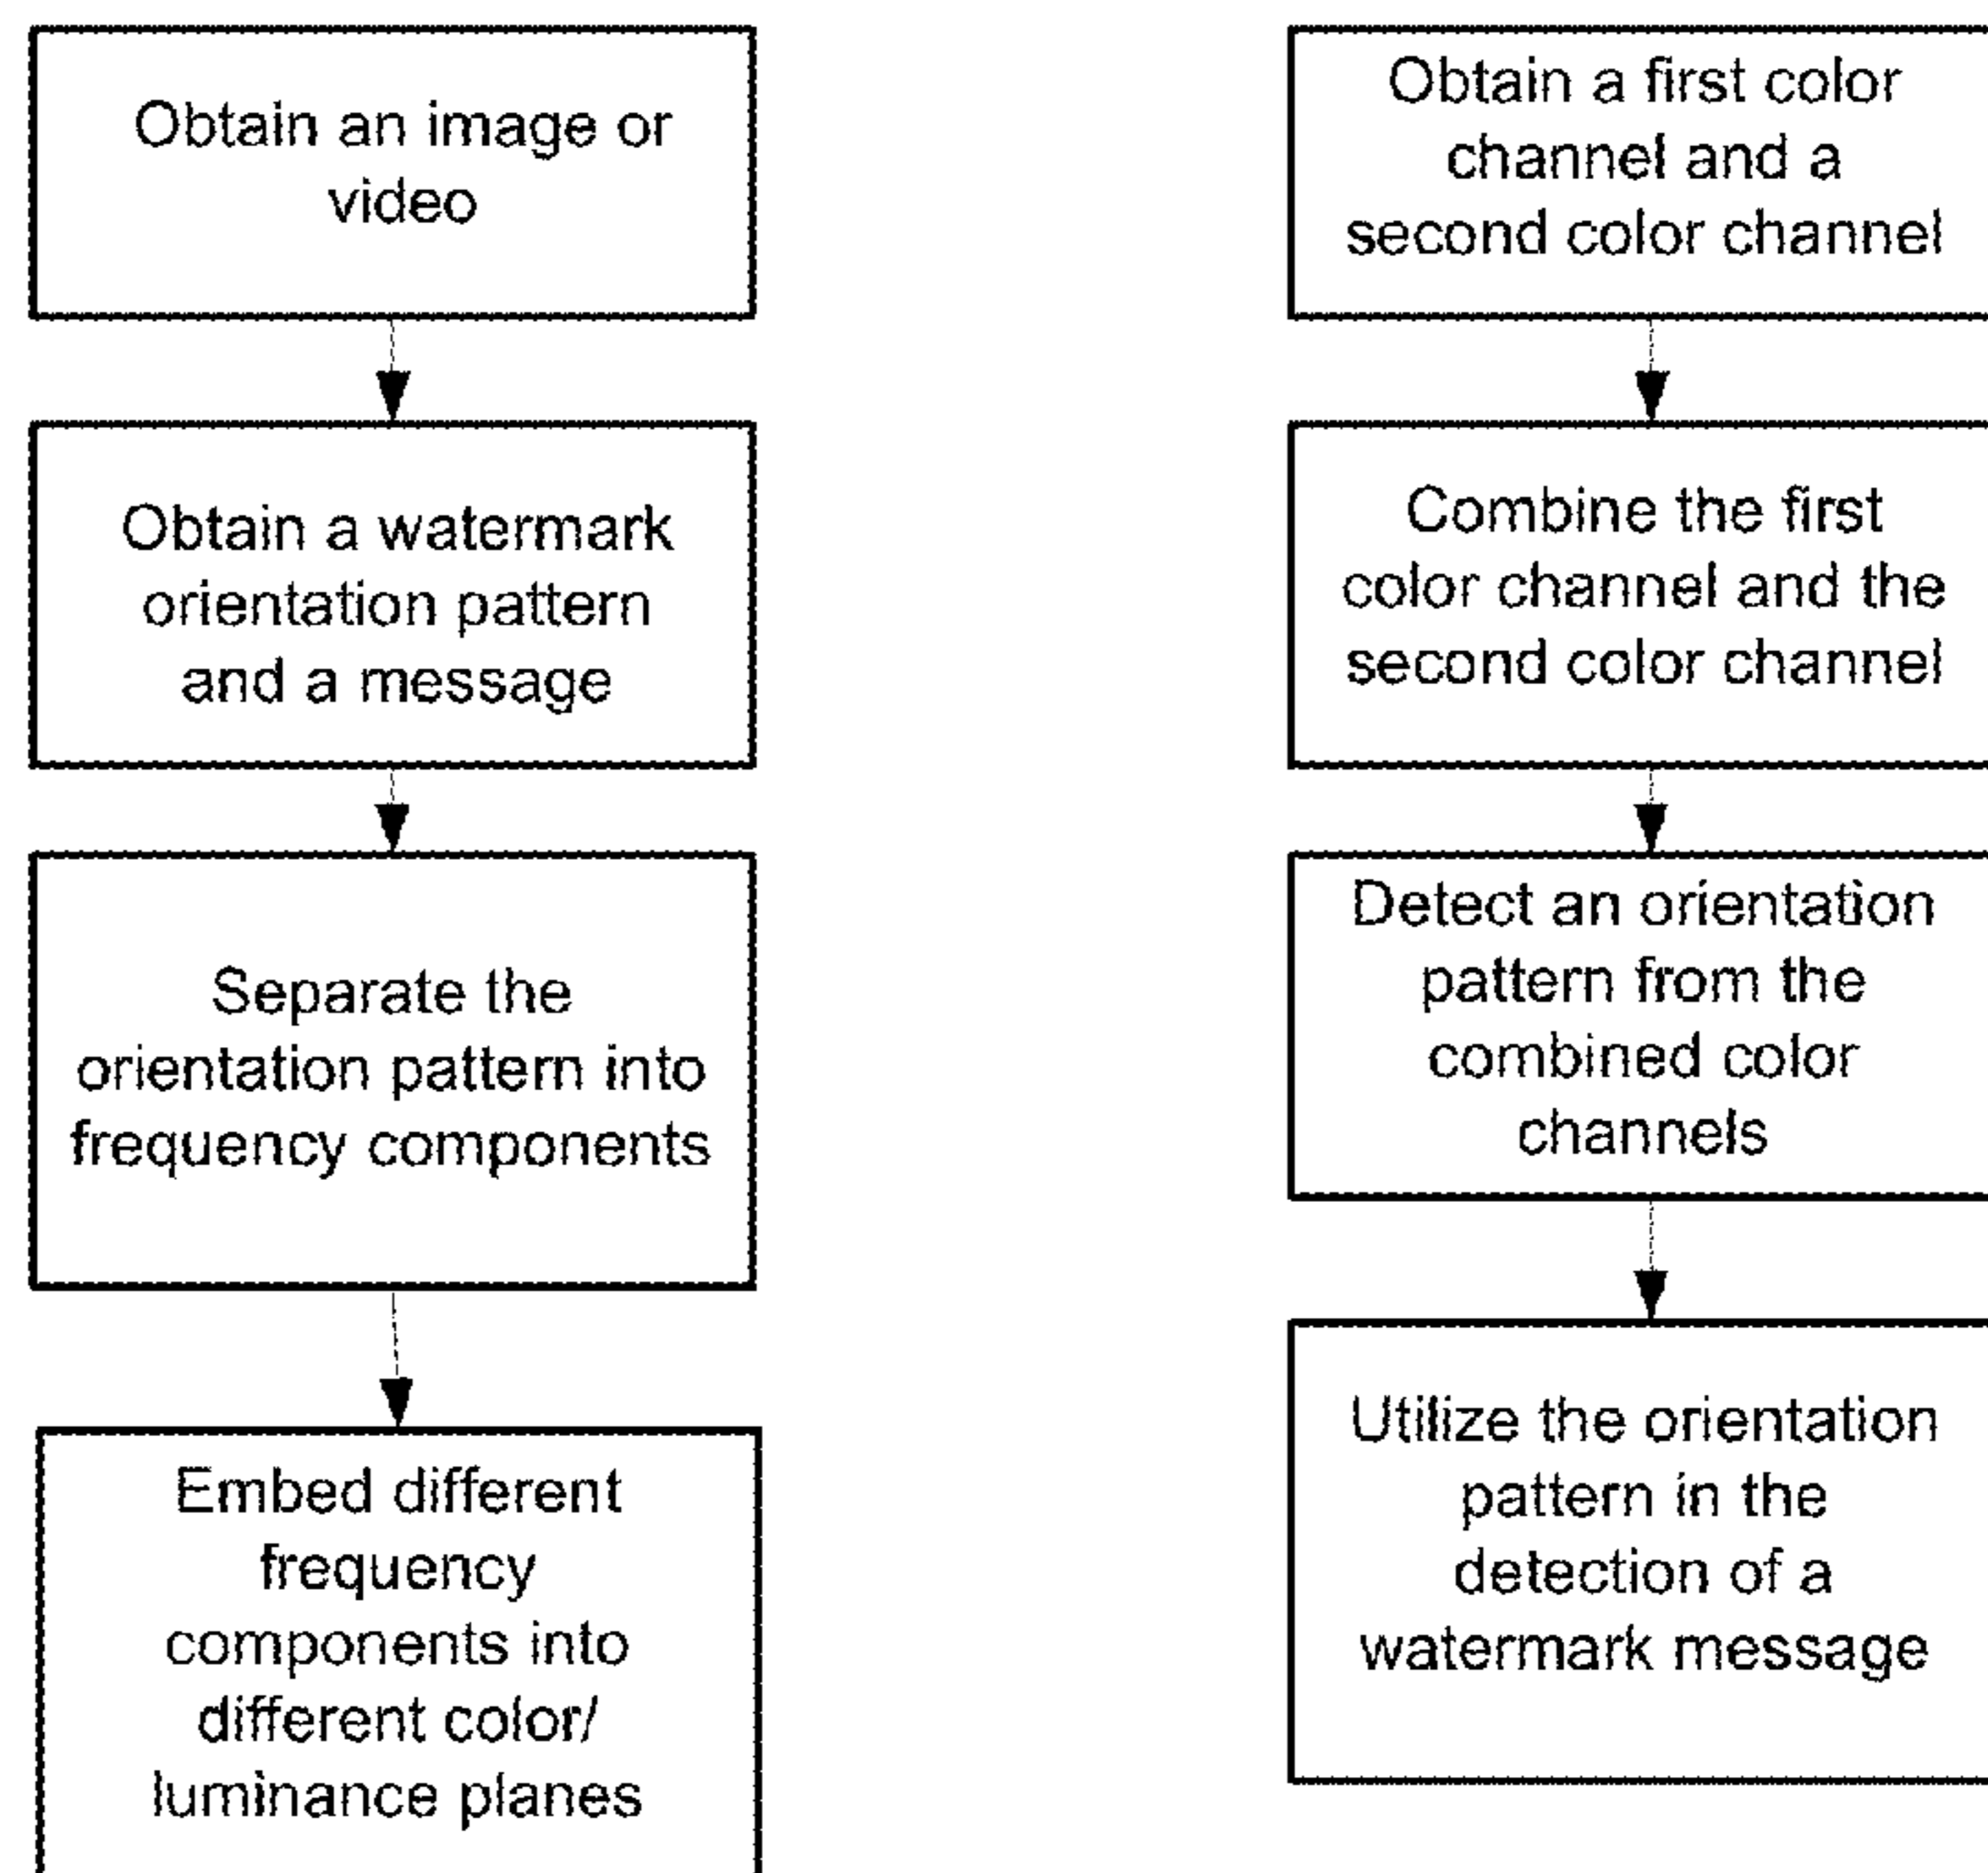 Obtain an image or
video
Obtain a watermark
orientation pattern
and a message
Separate the
orientation pattern into
frequency components
Embed different
frequency
components into
different color/
luminance planes
Obtain a first color
channel and a
second color channel
Combine the first
color channel and the
second color channel
Detect an orientation
pattern from the
combined color
channels
Utilize the orientation
pattern in the
detection of a
watermark message